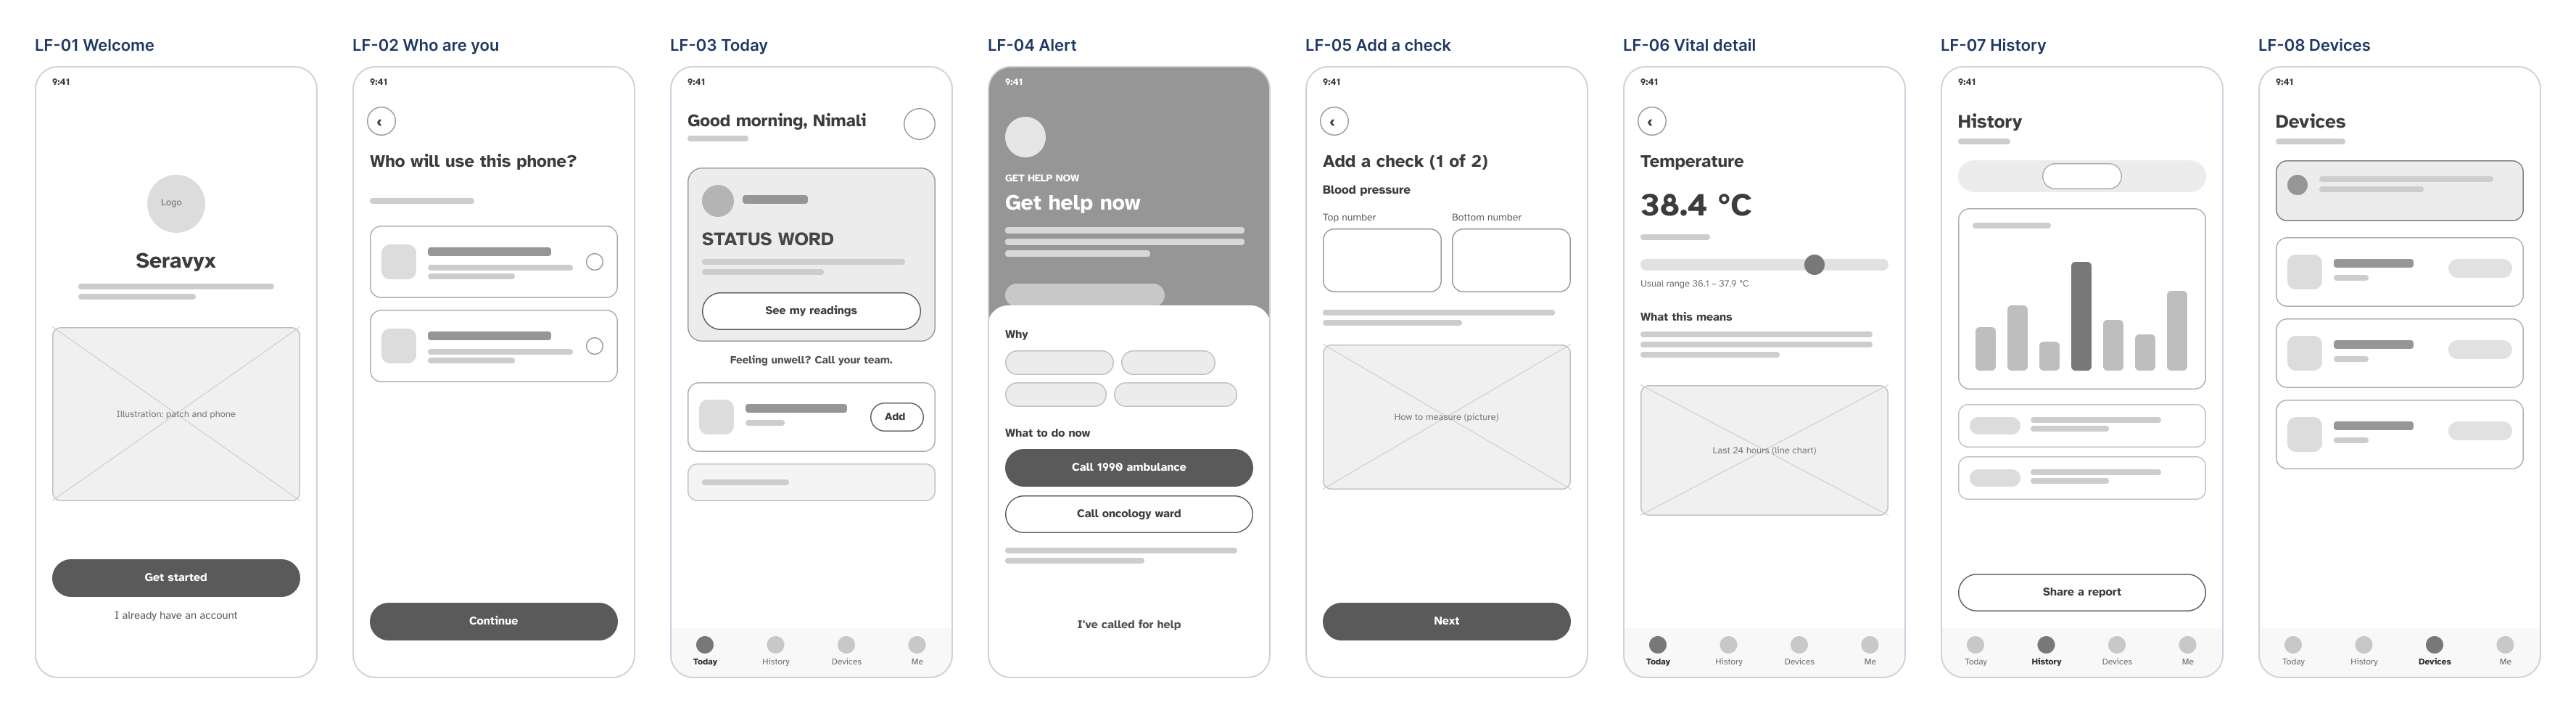 LF-01 Welcome
9:41
Logo
Seravyx
Illustration: patch and phone
Get started
I already have an account
LF-02 Who are you
9:41
‹
Who will use this phone?
Continue
LF-03 Today
9:41
Good morning, Nimali
STATUS WORD
See my readings
Feeling unwell? Call your team.
Add
Today History Devices Me
LF-04 Alert
9:41
GET HELP NOW
Get help now
Why
What to do now
Call 1990 ambulance
Call oncology ward
I've called for help
LF-05 Add a check
9:41
‹
Add a check (1 of 2)
Blood pressure
Top number Bottom number
How to measure (picture)
Next
LF-06 Vital detail
9:41
‹
Temperature
38.4 °C
Usual range 36.1 – 37.9 °C
What this means
Last 24 hours (line chart)
Today History Devices Me
LF-07 History
9:41
History
Share a report
Today History Devices Me
LF-08 Devices
9:41
Devices
Today History Devices Me